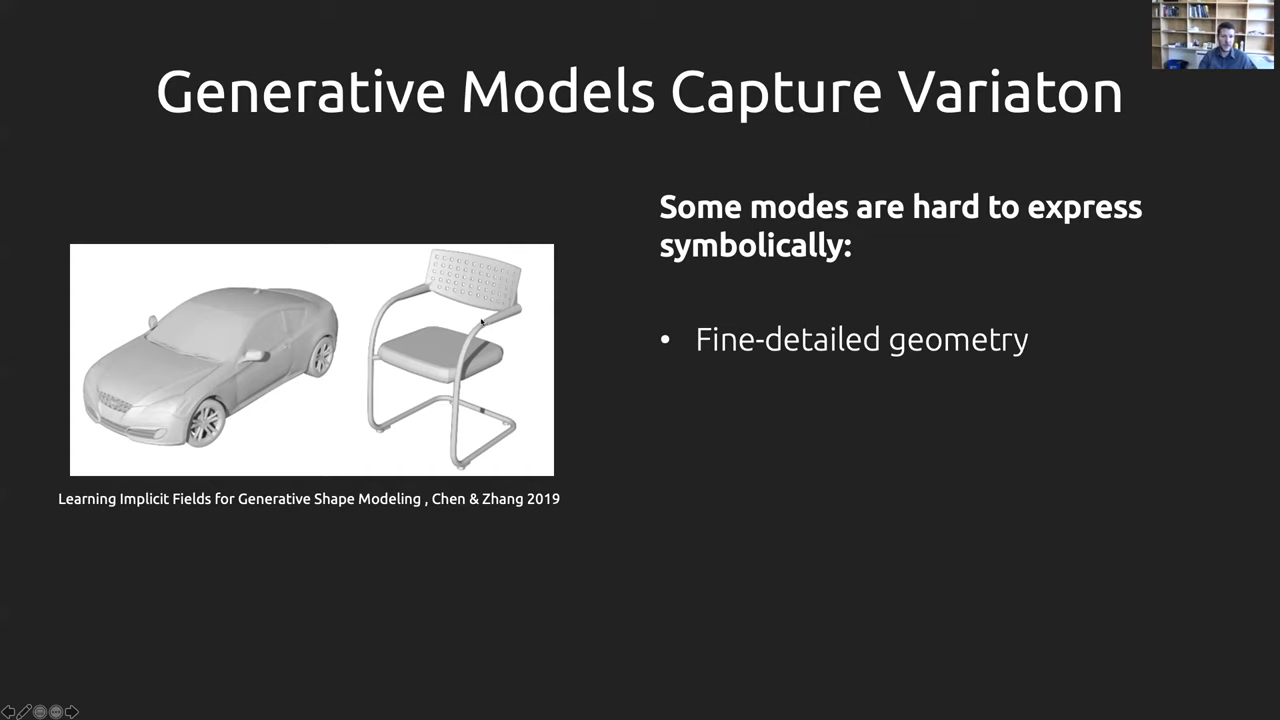 Generative Models Capture Variaton
Some modes are hard to express
symbolically:
• Fine-detailed geometry
Learning Implicit Fields for Generative Shape Modeling , Chen & Zhang 2019